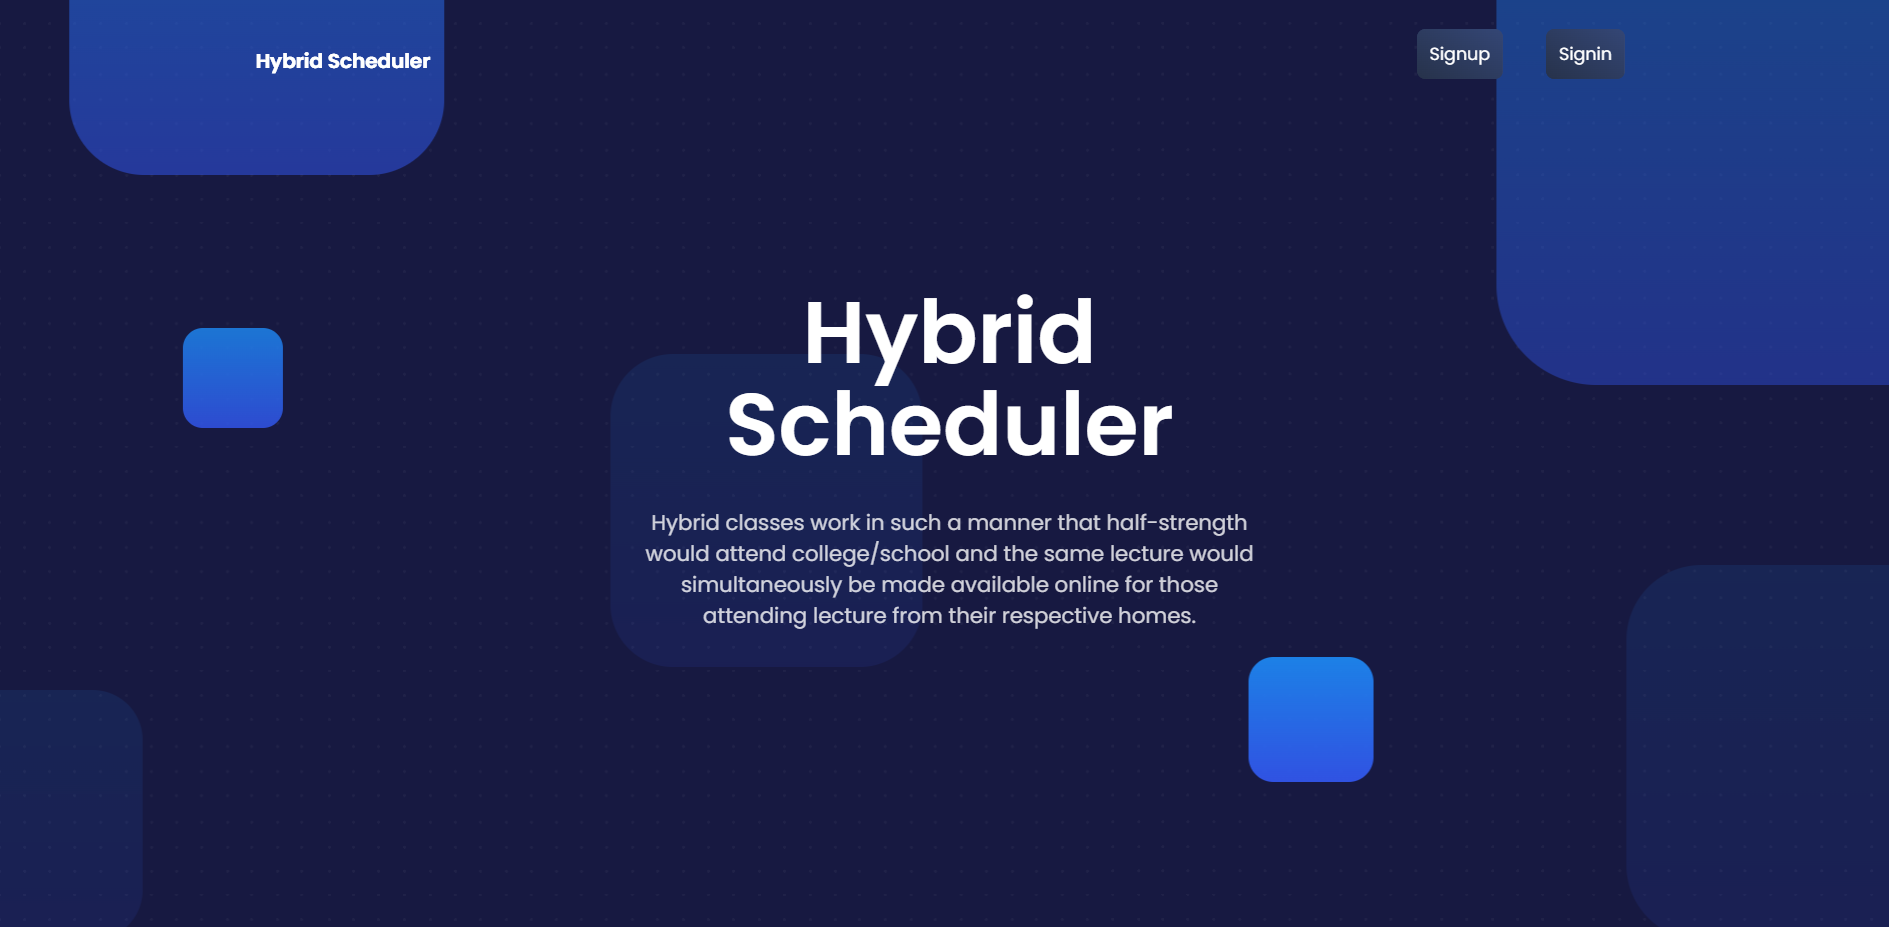 Hybrid Scheduler
Signup
Signin
Hybrid
Scheduler
Hybrid classes work in such a manner that half-strength
would attend college/school and the same lecture would
simultaneously be made available online for those
attending lecture from their respective homes.